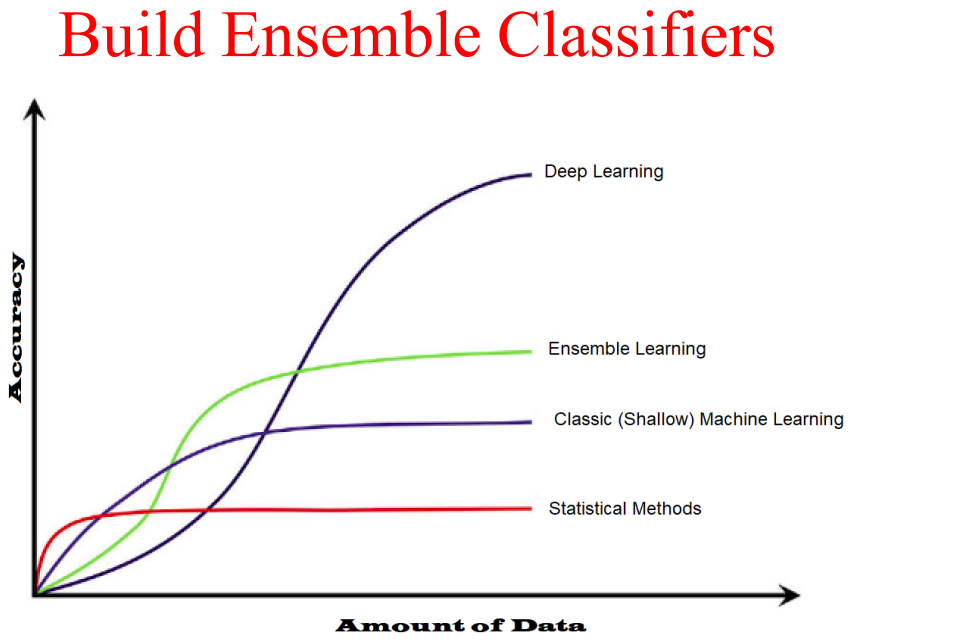 Build Ensemble Classifiers
Deep Learning
Accuracy
Ensemble Learning
Classic (Shallow) Machine Learning
Statistical Methods
Amount of Data